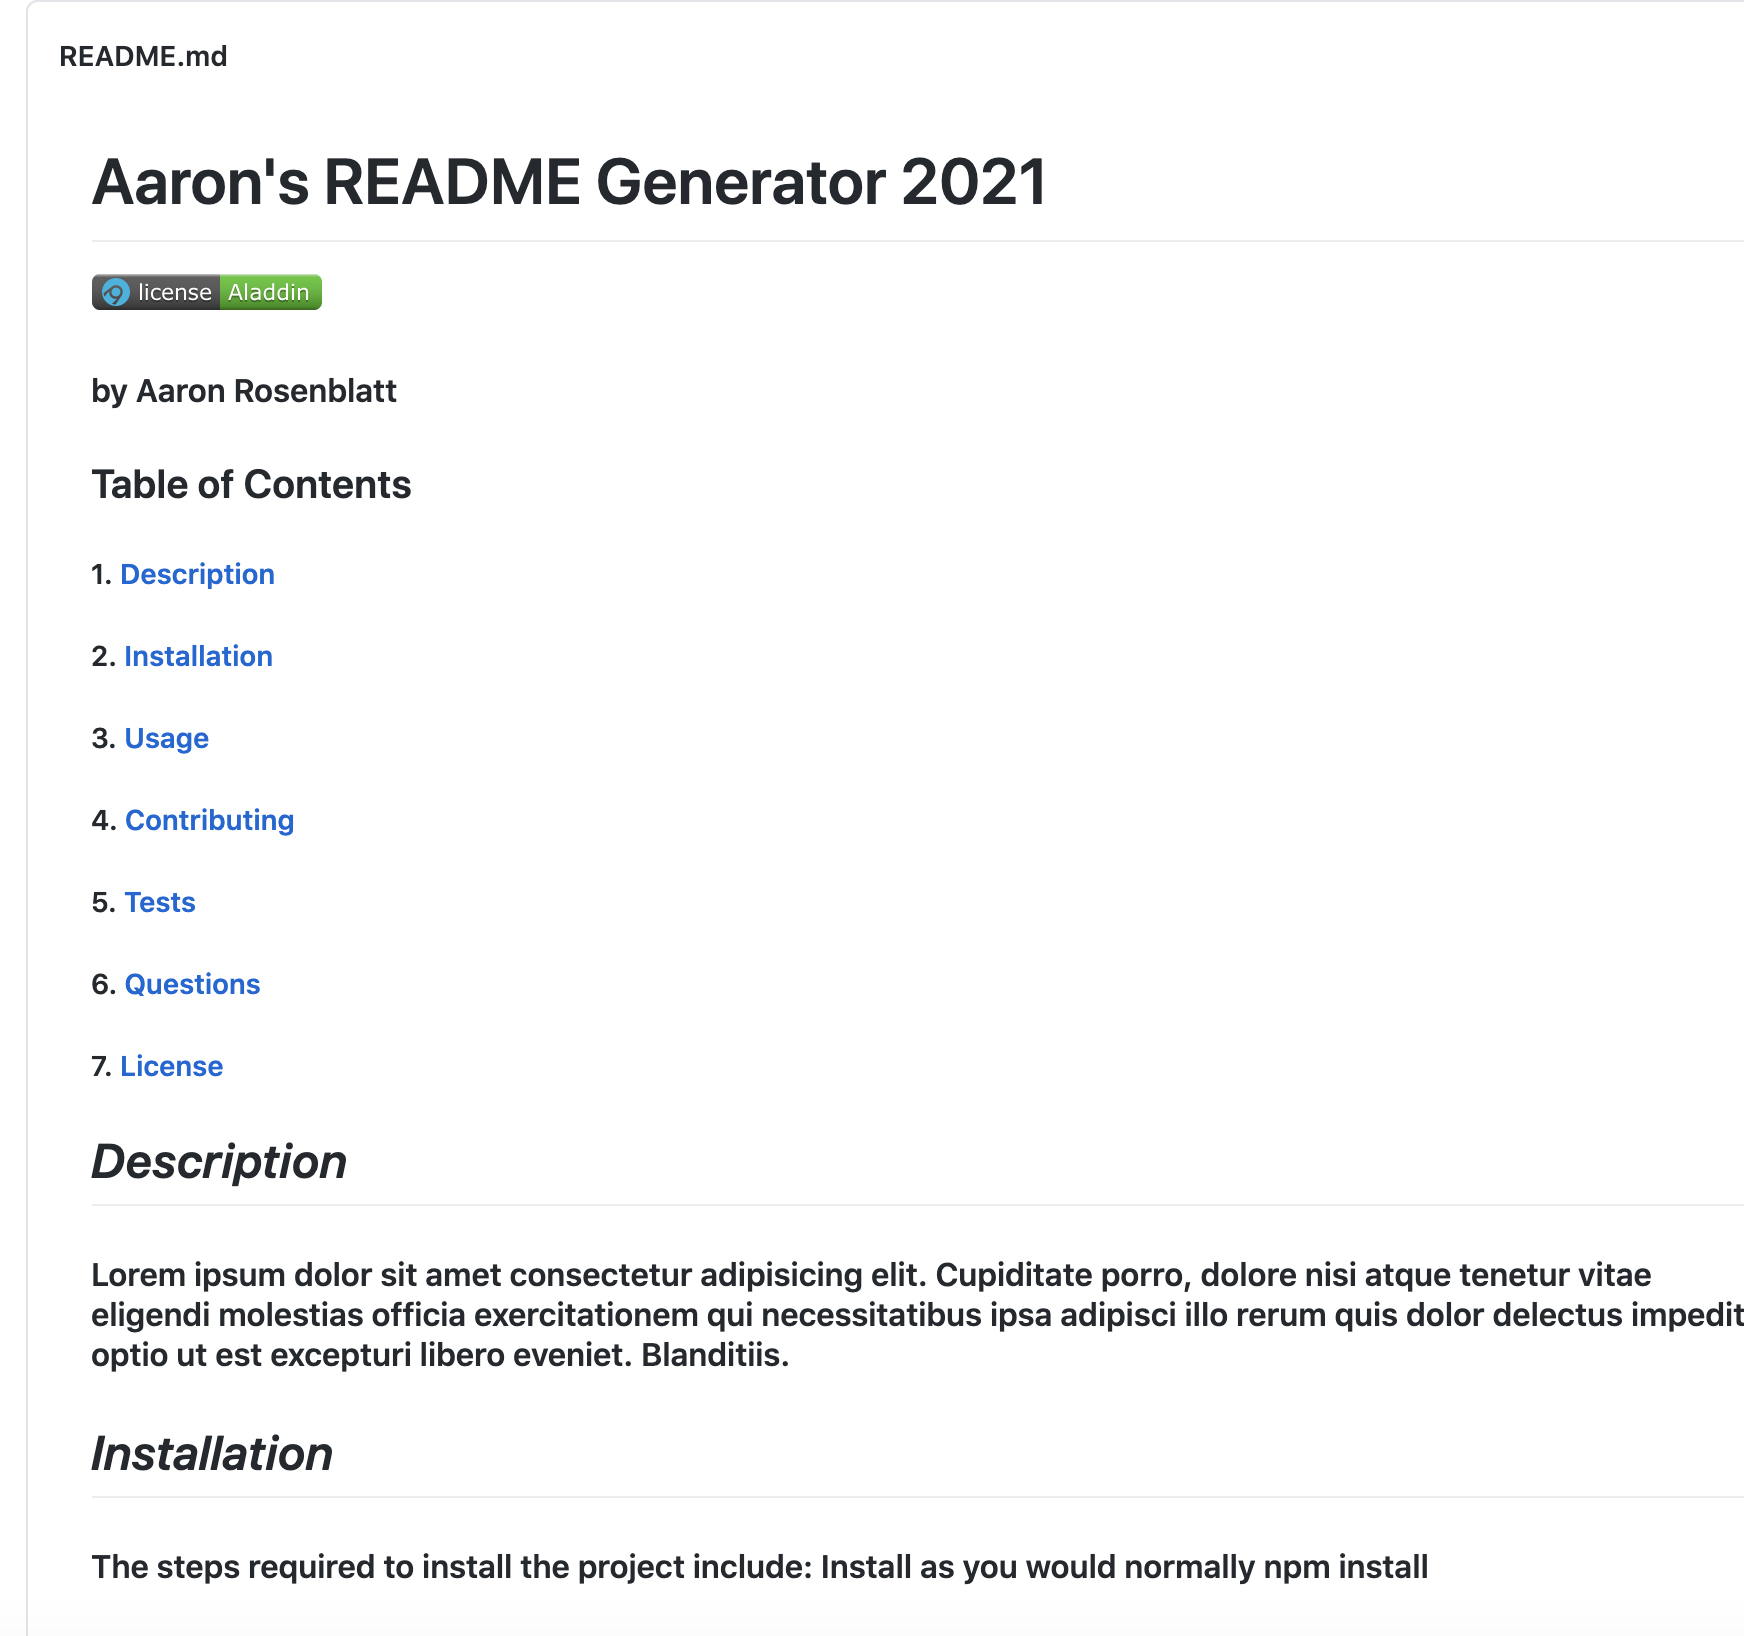 README.md
Aaron's README Generator 2021
license Aladdin
by Aaron Rosenblatt
Table of Contents
1. Description
2. Installation
3. Usage
4. Contributing
5. Tests
6. Questions
7. License
Description
Lorem ipsum dolor sit amet consectetur adipisicing elit. Cupiditate porro, dolore nisi atque tenetur vitae
eligendi molestias officia exercitationem qui necessitatibus ipsa adipisci illo rerum quis dolor delectus impedit
optio ut est excepturi libero eveniet. Blanditiis.
Installation
The steps required to install the project include: Install as you would normally npm install